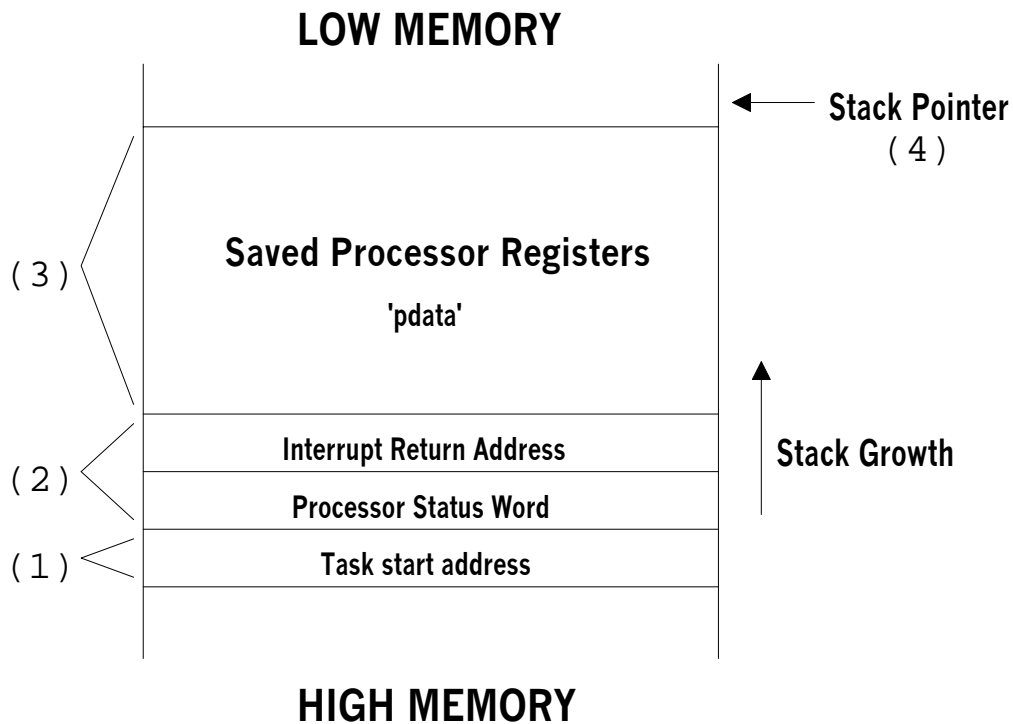 LOW MEMORY
Stack Pointer
(4)
Saved Processor Registers
(3)
'pdata'
Interrupt Return Address
Stack Growth
(2)
Processor Status Word
(1)
Task start address
HIGH MEMORY